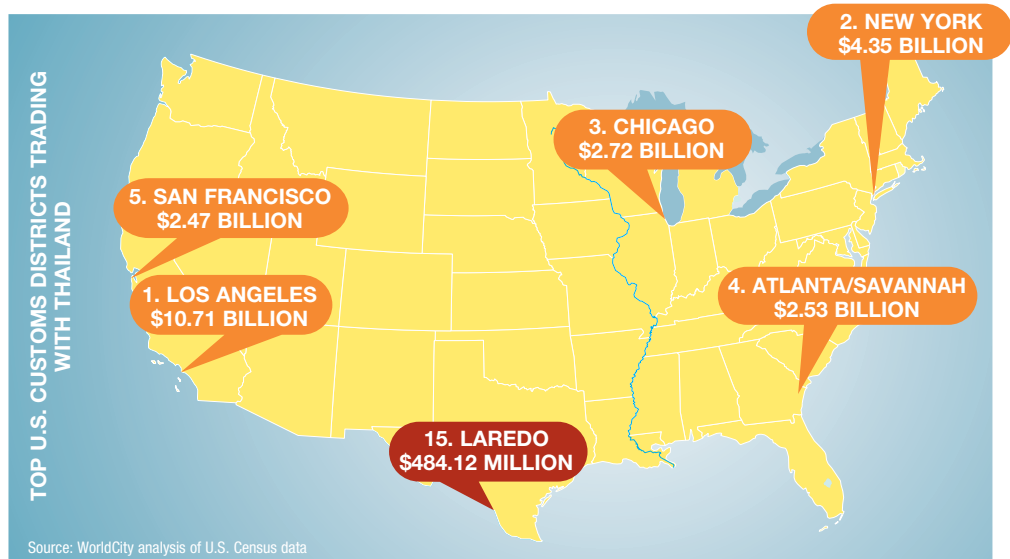 TOP U.S. CUSTOMS DISTRICTS TRADING
WITH THAILAND
2. NEW YORK
$4.35 BILLION
3. CHICAGO
$2.72 BILLION
5. SAN FRANCISCO
$2.47 BILLION
1. LOS ANGELES
$10.71 BILLION
4. ATLANTA/SAVANNAH
$2.53 BILLION
15. LAREDO
$484.12 MILLION
Source: WorldCity analysis of U.S. Census data